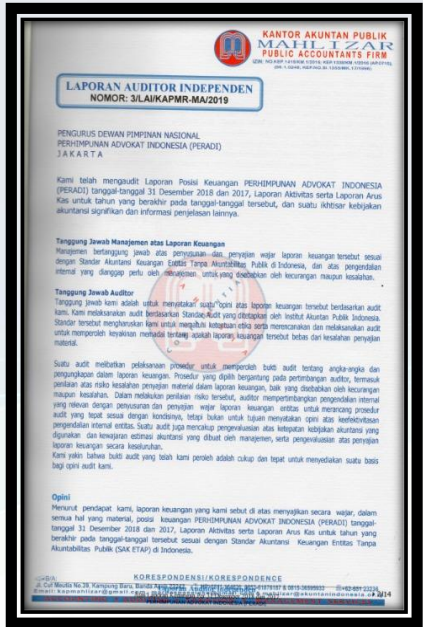 KANTOR AKUNTAN PUBLIK
MAHLIZAR
PUBLIC ACCOUNTANTS FIRM
LAPORAN AUDITOR INDEPENDEN
NOMOR: 3/LAI/KAPMR-MA/2019
PENGURUS DEWAN PIMPINAN NASIONAL
PERHIMPUNAN ADVOKAT INDONESIA (PERADI)
J A K A R T A
Kami telah mengaudit Laporan Posisi Keuangan PERHIMPUNAN ADVOKAT INDONESIA
(PERADI) tanggal-tanggal 31 Desember 2018 dan 2017, Laporan Aktivitas serta Laporan Arus
Kas untuk tahun yang berakhir pada tanggal-tanggal tersebut, dan suatu ikhtisar kebijakan
akuntansi signifikan dan informasi penjelasan lainnya.
Tanggung Jawab Manajemen atas Laporan Keuangan
Manajemen bertanggung jawab atas penyusunan dan penyajian wajar laporan keuangan tersebut sesuai
dengan Standar Akuntansi Keuangan Entitas Tanpa Akuntabilitas Publik di Indonesia, dan atas pengendalian
internal yang dianggap perlu oleh manajemen untuk yang disebabkan oleh kecurangan maupun kesalahan.
Tanggung Jawab Auditor
Tanggung jawab kami adalah untuk menyatakan suatu opini atas laporan keuangan tersebut berdasarkan audit
kami. Kami melaksanakan audit berdasarkan Standar Audit yang ditetapkan oleh Institut Akuntan Publik Indonesia.
Standar tersebut mengharuskan kami untuk mematuhi ketentuan etika serta merencanakan dan melaksanakan audit
untuk memperoleh keyakinan memadai tentang apakah laporan keuangan tersebut bebas dari kesalahan penyajian
material.
Suatu audit melibatkan pelaksanaan prosedur untuk memperoleh bukti audit tentang angka-angka dan
pengungkapan dalam laporan keuangan. Prosedur yang dipilih bergantung pada pertimbangan auditor, termasuk
penilaian atas risiko kesalahan penyajian material dalam laporan keuangan, baik yang disebabkan oleh kecurangan
maupun kesalahan. Dalam melakukan penilaian risiko tersebut, auditor mempertimbangkan pengendalian internal
yang relevan dengan penyusunan dan penyajian wajar laporan keuangan entitas untuk merancang prosedur
audit yang tepat sesuai dengan kondisinya, tetapi bukan untuk tujuan menyatakan opini atas keefektivitasan
pengendalian internal entitas. Suatu audit juga mencakup pengevaluasian atas ketepatan kebijakan akuntansi yang
digunakan dan kewajaran estimasi akuntansi yang dibuat oleh manajemen, serta pengevaluasian atas penyajian
laporan keuangan secara keseluruhan.
Kami yakin bahwa bukti audit yang telah kami peroleh adalah cukup dan tepat untuk menyediakan suatu basis
bagi opini audit kami.
Opini
Menurut pendapat kami, laporan keuangan yang kami sebut di atas menyajikan secara wajar, dalam
semua hal yang material, posisi keuangan PERHIMPUNAN ADVOKAT INDONESIA (PERADI) tanggal-
tanggal 31 Desember 2018 dan 2017, Laporan Aktivitas serta Laporan Arus Kas untuk tahun yang
berakhir pada tanggal-tanggal tersebut sesuai dengan Standar Akuntansi Keuangan Entitas Tanpa
Akuntabilitas Publik (SAK ETAP) di Indonesia.
KORESPONDENSI/KORESPONDENCE
Jl. Cut Meutia No.29, Kampung Baru, Banda
PERHIMPUNAN ADVOKAT INDONESIA (PERADI)